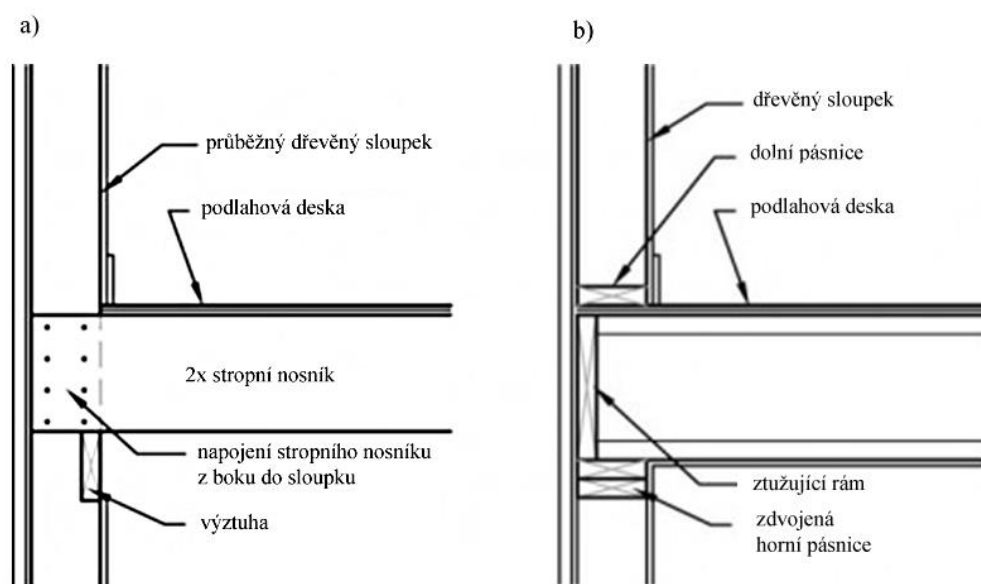 a)
průběžný dřevěný sloupek
podlahová deska
2x stropní nosník
napojení stropního nosníku
z boku do sloupku
výztuha
b)
dřevěný sloupek
dolní pásnice
podlahová deska
ztužující rám
zdvojená
horní pásnice